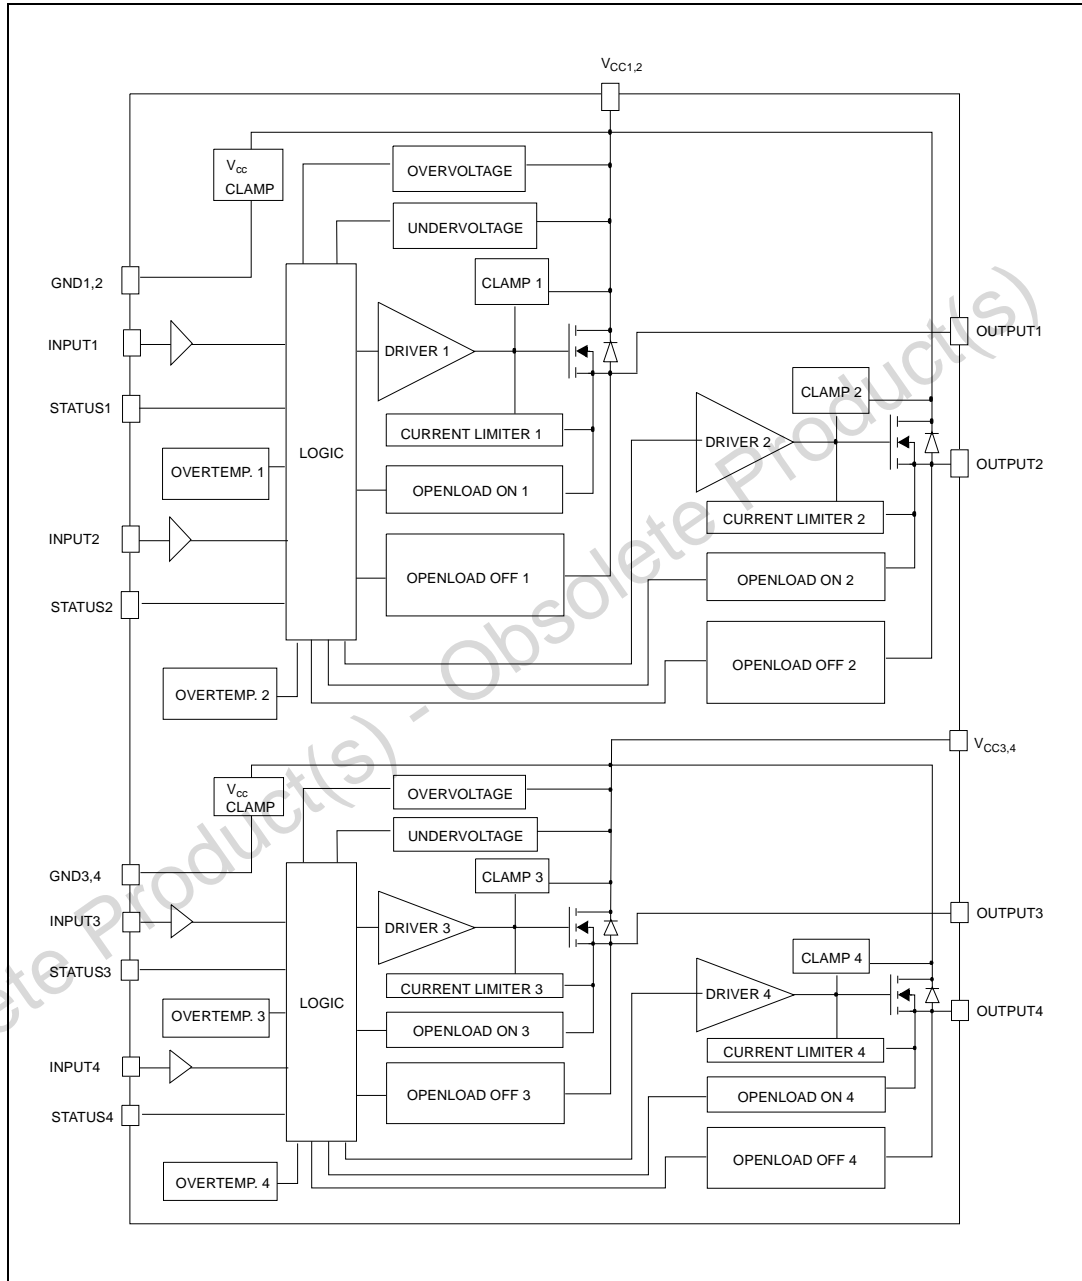 VCC1,2
Vcc
CLAMP
OVERVOLTAGE
UNDERVOLTAGE
GND1,2
CLAMP 1
INPUT1
DRIVER 1
OUTPUT1
STATUS1
CLAMP 2
CURRENT LIMITER 1
LOGIC
DRIVER 2
OVERTEMP. 1
OUTPUT2
OPENLOAD ON 1
CURRENT LIMITER 2
INPUT2
OPENLOAD OFF 1
OPENLOAD ON 2
STATUS2
OPENLOAD OFF 2
OVERTEMP. 2
VCC3,4
Vcc
CLAMP
OVERVOLTAGE
UNDERVOLTAGE
GND3,4
CLAMP 3
INPUT3
DRIVER 3
OUTPUT3
STATUS3
CLAMP 4
CURRENT LIMITER 3
LOGIC
DRIVER 4
OVERTEMP. 3
OUTPUT4
OPENLOAD ON 3
CURRENT LIMITER 4
INPUT4
OPENLOAD OFF 3
OPENLOAD ON 4
STATUS4
OPENLOAD OFF 4
OVERTEMP. 4
ete Product(s) - Obsolete Product(s)